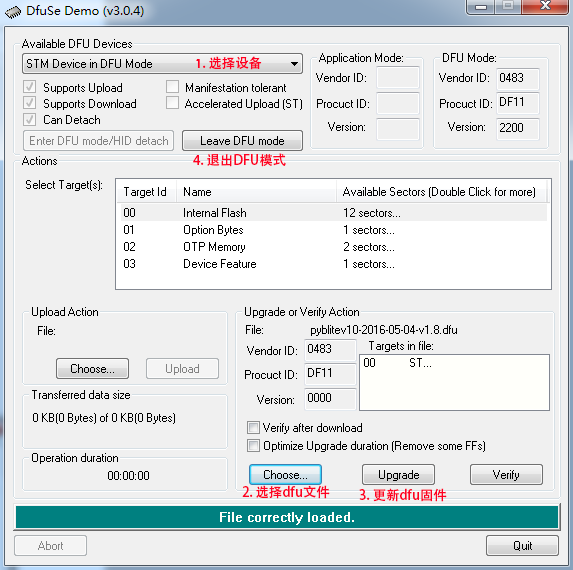 DfuSe Demo (v3.0.4)
Available DFU Devices
STM Device in DFU Mode
1. 选择设备
Supports Upload
Manifestation tolerant
Supports Download
Accelerated Upload (ST)
Can Detach
Enter DFU mode/HID detach
Leave DFU mode
4. 退出DFU模式
Application Mode:
Vendor ID:
Procuct ID:
Version:
DFU Mode:
Vendor ID: 0483
Procuct ID: DF11
Version: 2200
Actions
Select Target(s):
Target Id Name Available Sectors (Double Click for more)
00 Internal Flash 12 sectors...
01 Option Bytes 1 sectors...
02 OTP Memory 2 sectors...
03 Device Feature 1 sectors...
Upload Action
File:
Choose...
Upload
Transferred data size
0 KB(0 Bytes) of 0 KB(0 Bytes)
Operation duration
00:00:00
Upgrade or Verify Action
File: pyblitev10-2016-05-04-v1.8.dfu
Vendor ID: 0483
Procuct ID: DF11
Version: 0000
Targets in file:
00 ST...
Verify after download
Optimize Upgrade duration (Remove some FFs)
Choose...
Upgrade
Verify
2. 选择dfu文件
3. 更新dfu固件
File correctly loaded.
Abort
Quit